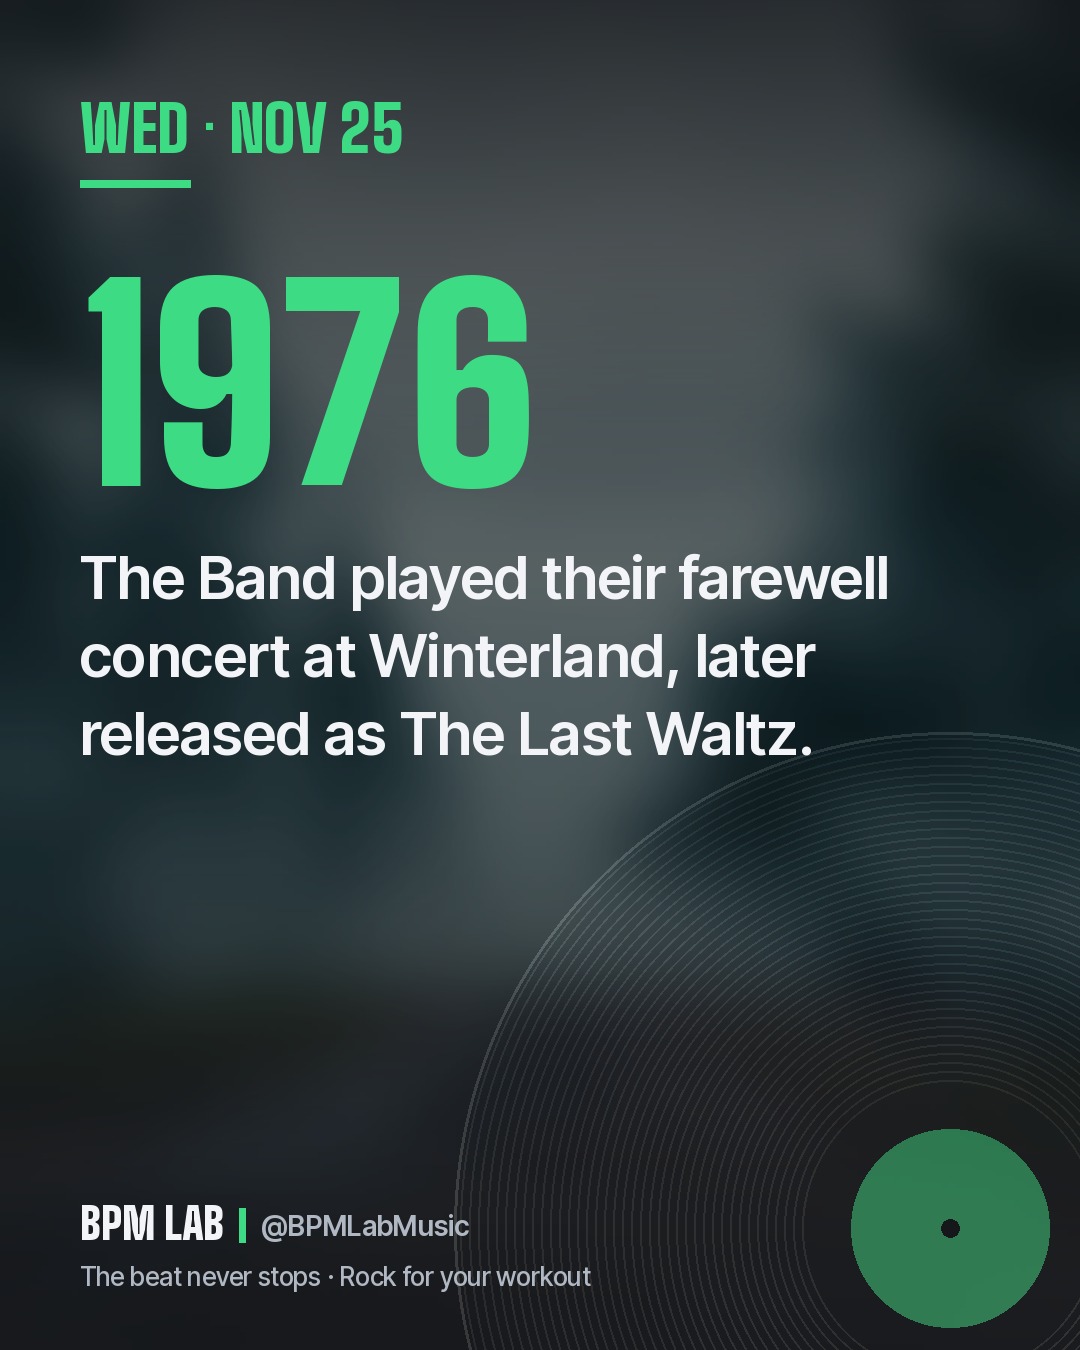 WED · NOV 25
1976
The Band played their farewell
concert at Winterland, later
released as The Last Waltz.
BPM LAB | @BPMLabMusic
The beat never stops · Rock for your workout